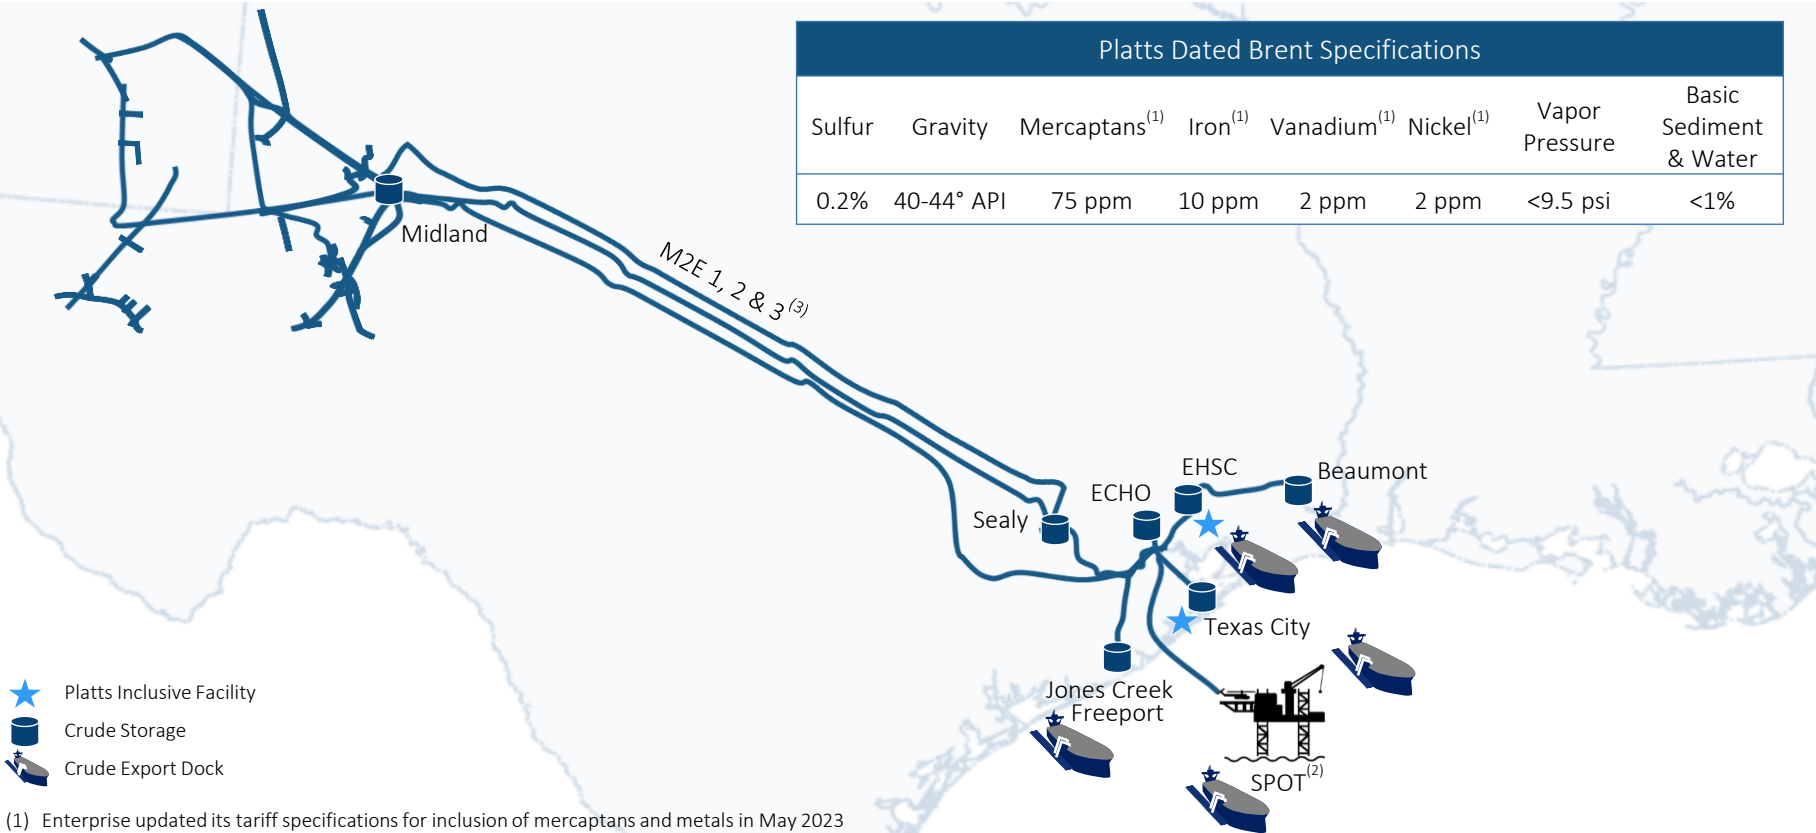 Platts Dated Brent Specifications
Sulfur Gravity Mercaptans(1) Iron(1) Vanadium(1) Nickel(1) Vapor Pressure Basic Sediment & Water
0.2% 40-44° API 75 ppm 10 ppm 2 ppm 2 ppm <9.5 psi <1%
Midland
M2E 1, 2 & 3 (3)
EHSC
Beaumont
ECHO
Sealy
Texas City
Jones Creek
Freeport
SPOT(2)
Platts Inclusive Facility
Crude Storage
Crude Export Dock
(1) Enterprise updated its tariff specifications for inclusion of mercaptans and metals in May 2023